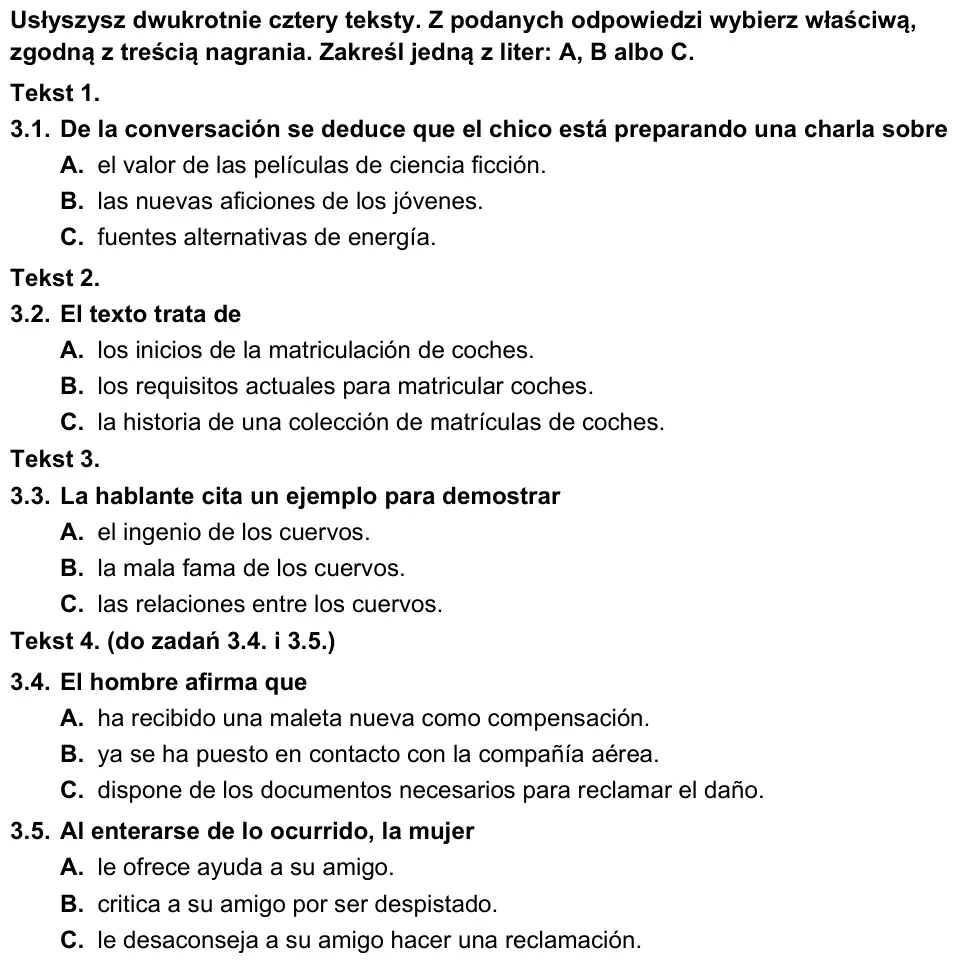 Usłyszysz dwukrotnie cztery teksty. Z podanych odpowiedzi wybierz właściwą,
zgodną z treścią nagrania. Zakreśl jedną z liter: A, B albo C.
Tekst 1.
3.1. De la conversación se deduce que el chico está preparando una charla sobre
A. el valor de las películas de ciencia ficción.
B. las nuevas aficiones de los jóvenes.
C. fuentes alternativas de energía.
Tekst 2.
3.2. El texto trata de
A. los inicios de la matriculación de coches.
B. los requisitos actuales para matricular coches.
C. la historia de una colección de matrículas de coches.
Tekst 3.
3.3. La hablante cita un ejemplo para demostrar
A. el ingenio de los cuervos.
B. la mala fama de los cuervos.
C. las relaciones entre los cuervos.
Tekst 4. (do zadań 3.4. i 3.5.)
3.4. El hombre afirma que
A. ha recibido una maleta nueva como compensación.
B. ya se ha puesto en contacto con la compañía aérea.
C. dispone de los documentos necesarios para reclamar el daño.
3.5. Al enterarse de lo ocurrido, la mujer
A. le ofrece ayuda a su amigo.
B. critica a su amigo por ser despistado.
C. le desaconseja a su amigo hacer una reclamación.